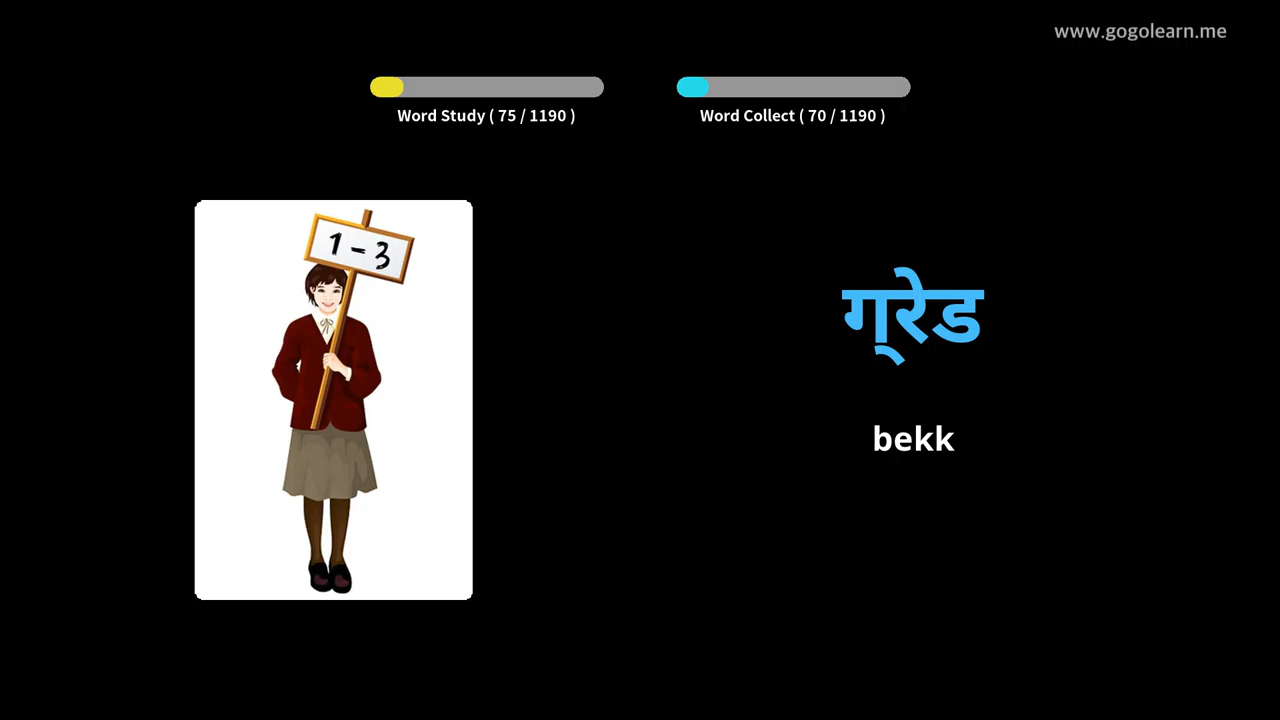 www.gogolearn.me
Word Study ( 75 / 1190 )
Word Collect ( 70 / 1190 )
1 - 3
ग्रेड
bekk